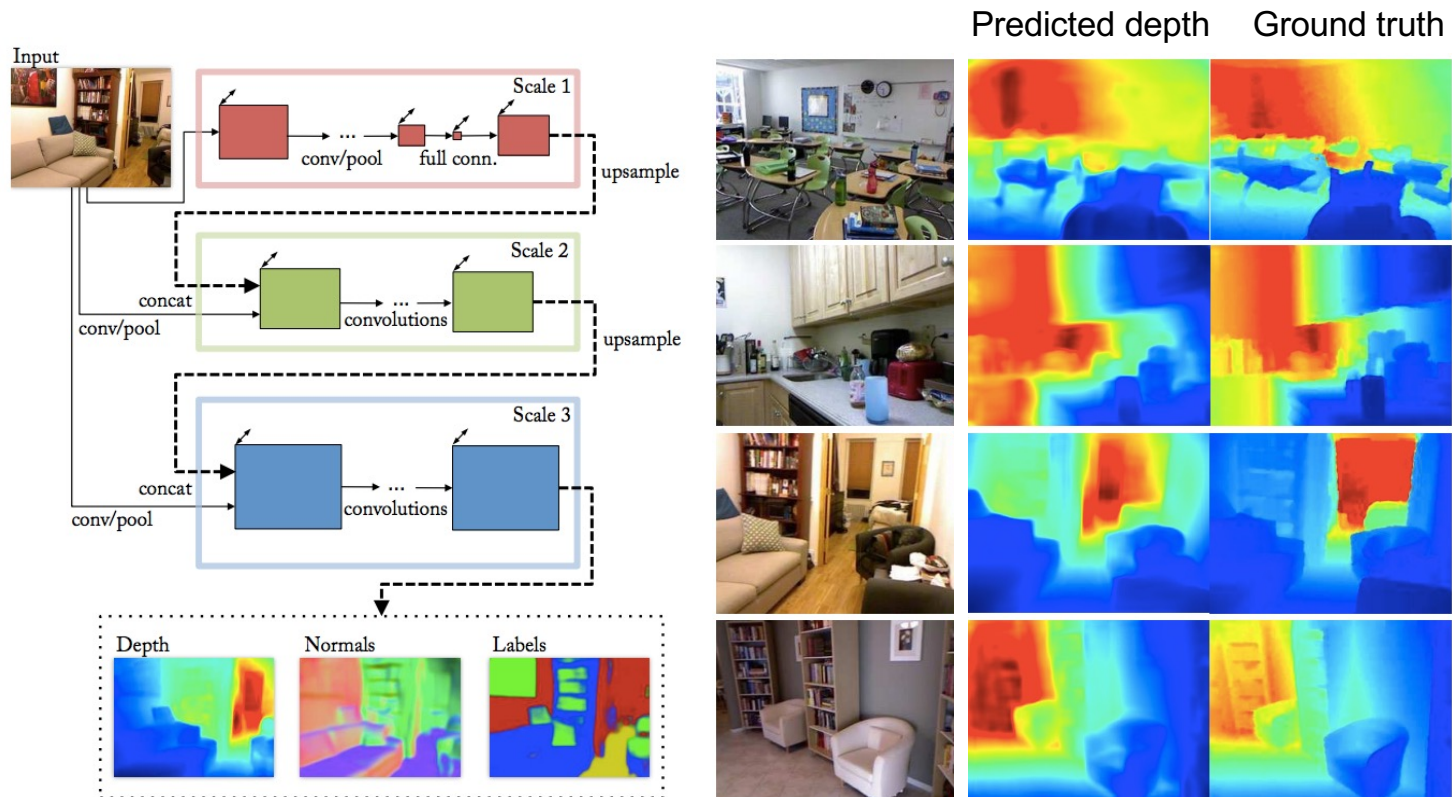 Predicted depth
Ground truth
Input
Scale 1
...
conv/pool
full conn.
upsample
Scale 2
concat
...
conv/pool
convolutions
upsample
Scale 3
concat
...
conv/pool
convolutions
Depth
Normals
Labels